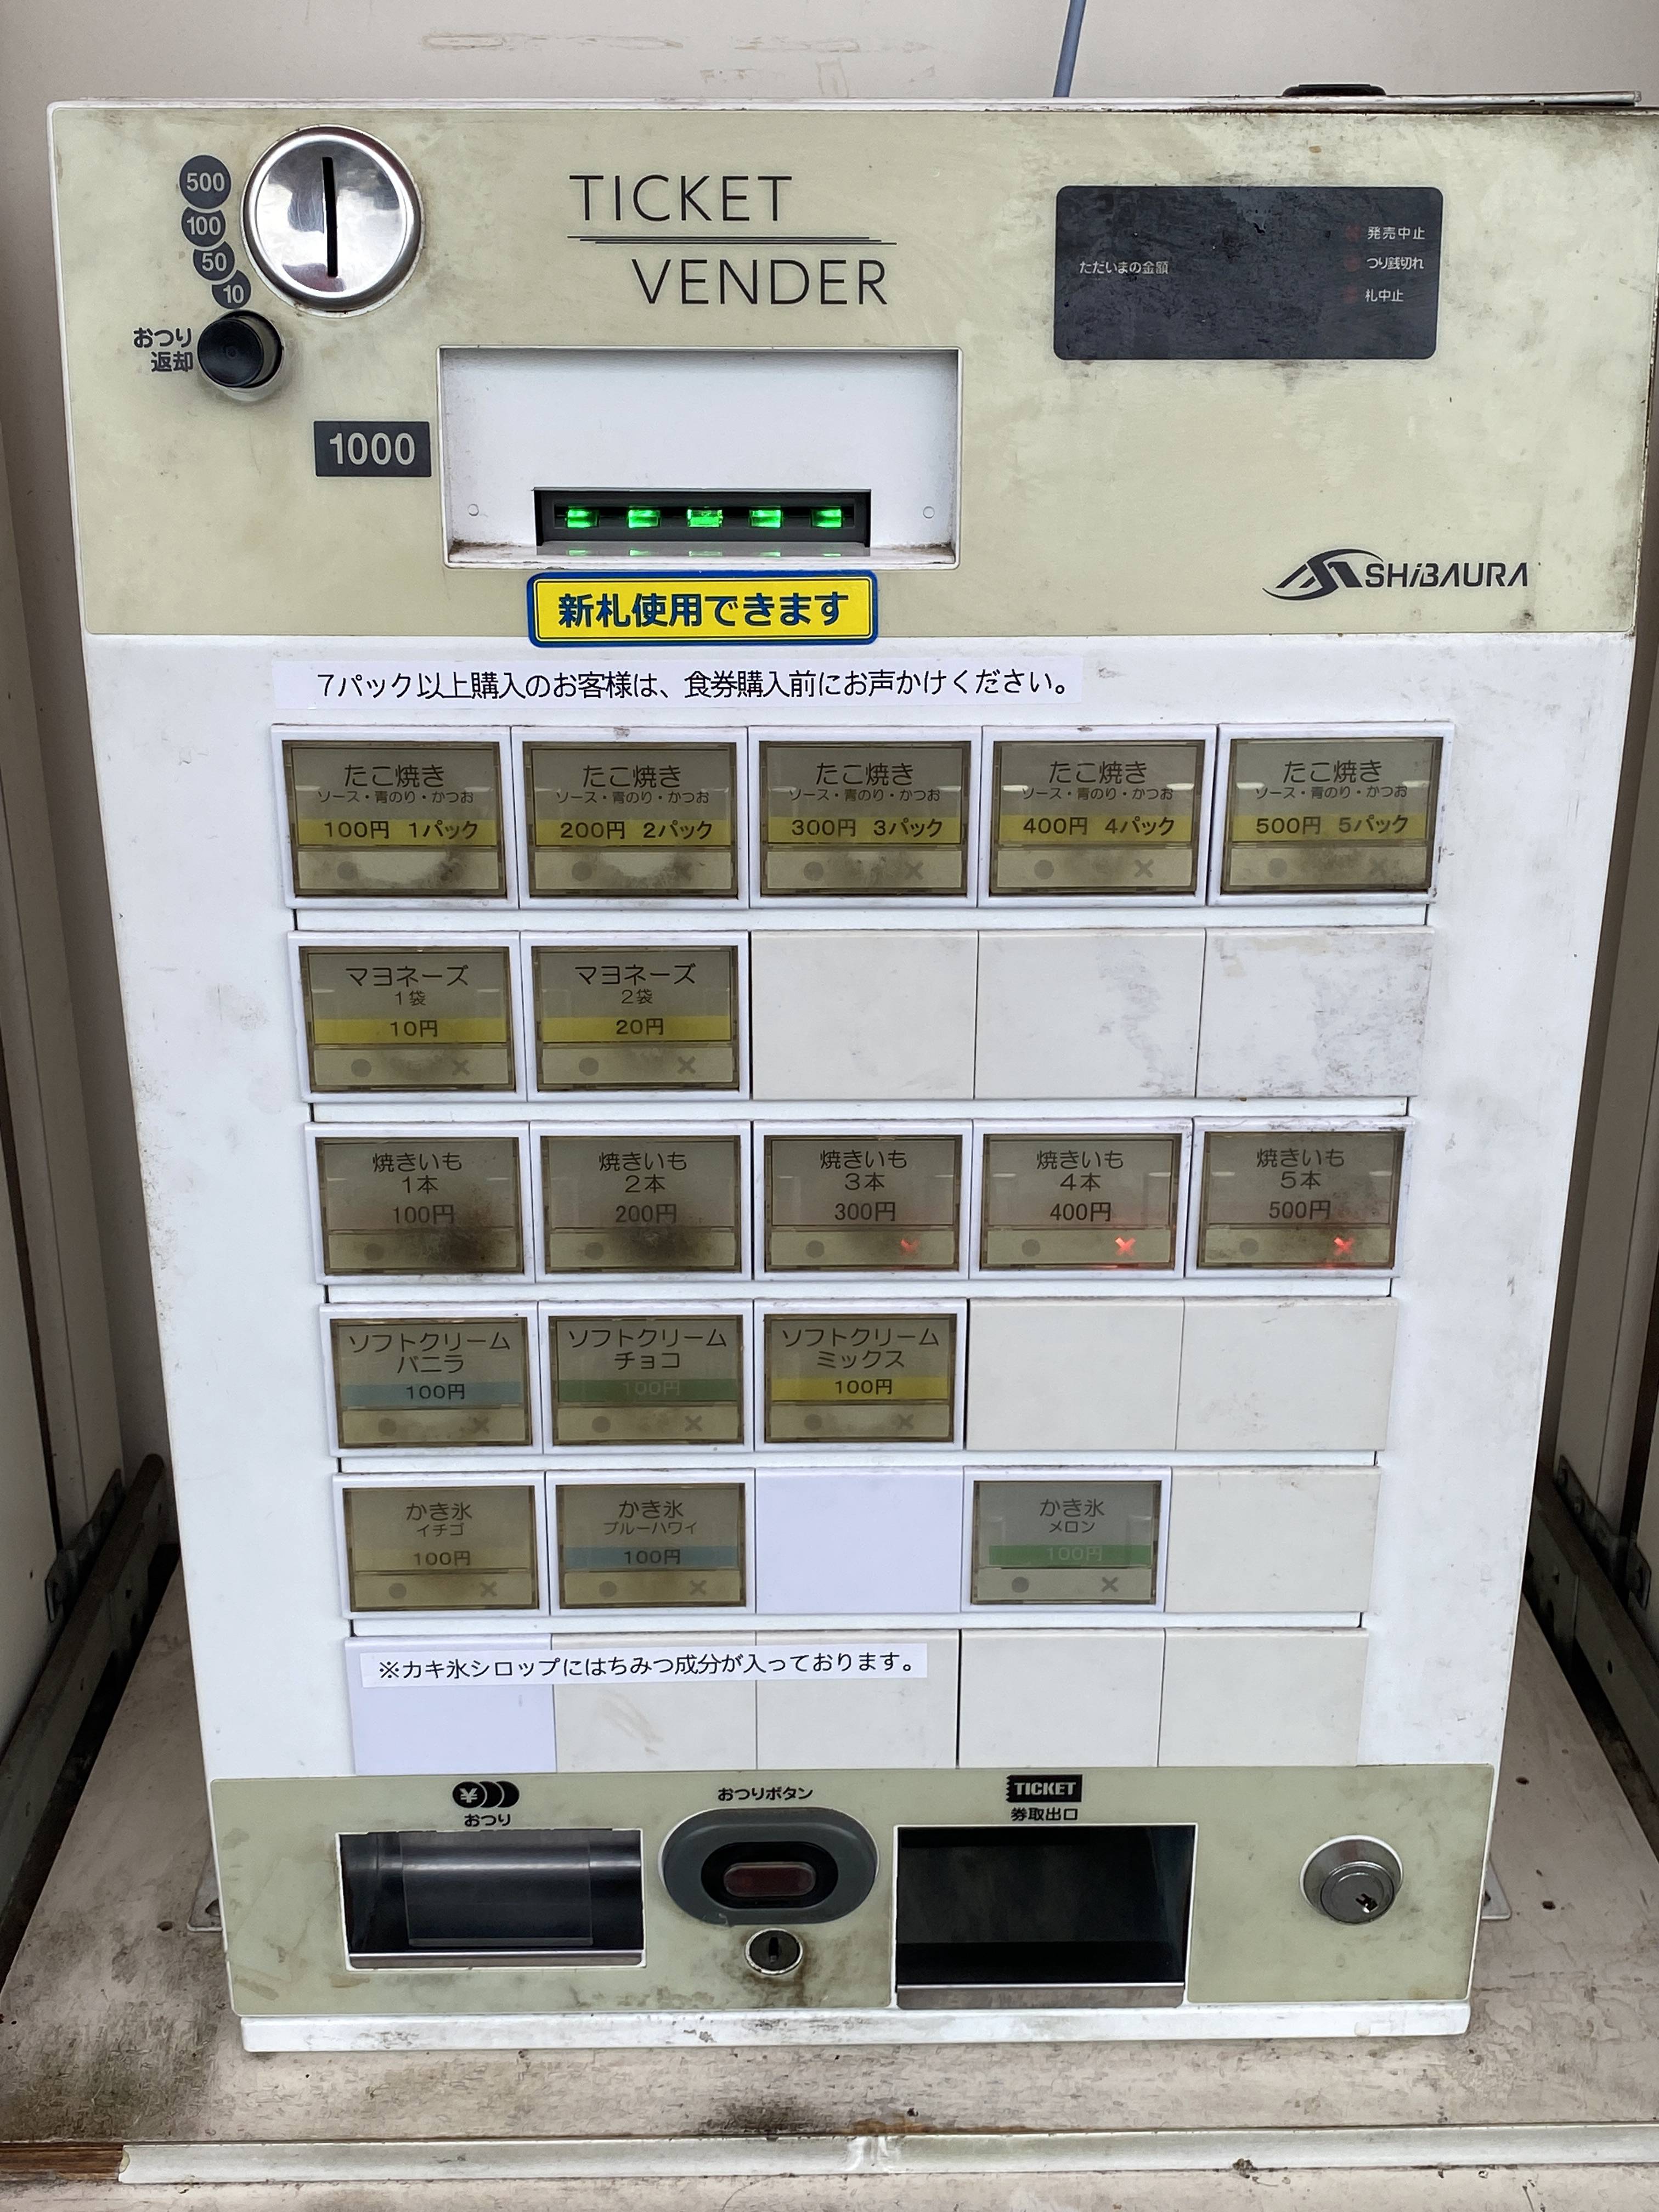 500
100
50
10
TICKET
VENDER
発売中止
つり銭切れ
札中止
ただいまの金額
おつり
返却
1000
SHiBAURA
新札使用できます
7パック以上購入のお客様は、食券購入前にお声かけください。
たこ焼き
ソース・青のり・かつお
100円 1パック
たこ焼き
ソース・青のり・かつお
200円 2パック
たこ焼き
ソース・青のり・かつお
300円 3パック
たこ焼き
ソース・青のり・かつお
400円 4パック
たこ焼き
ソース・青のり・かつお
500円 5パック
マヨネーズ
1袋
10円
マヨネーズ
2袋
20円
焼きいも
1本
100円
焼きいも
2本
200円
焼きいも
3本
300円
焼きいも
4本
400円
焼きいも
5本
500円
ソフトクリーム
バニラ
100円
ソフトクリーム
チョコ
100円
ソフトクリーム
ミックス
100円
かき氷
イチゴ
100円
かき氷
ブルーハワイ
100円
かき氷
メロン
100円
※カキ氷シロップにはちみつ成分が入っております。
¥
おつり
おつりボタン
TICKET
券取出口